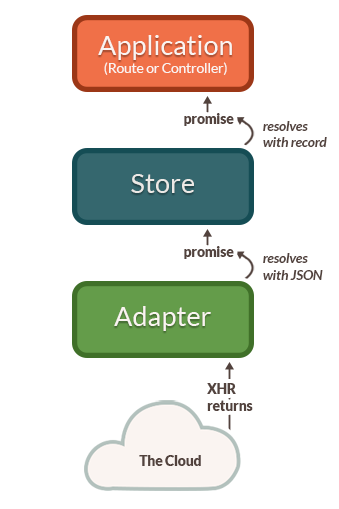 Application
(Route or Controller)
promise
resolves
with record
Store
promise
resolves
with JSON
Adapter
XHR
returns
The Cloud